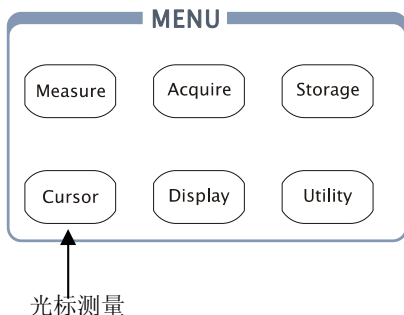 MENU
Measure Acquire Storage
Cursor Display Utility
光标测量